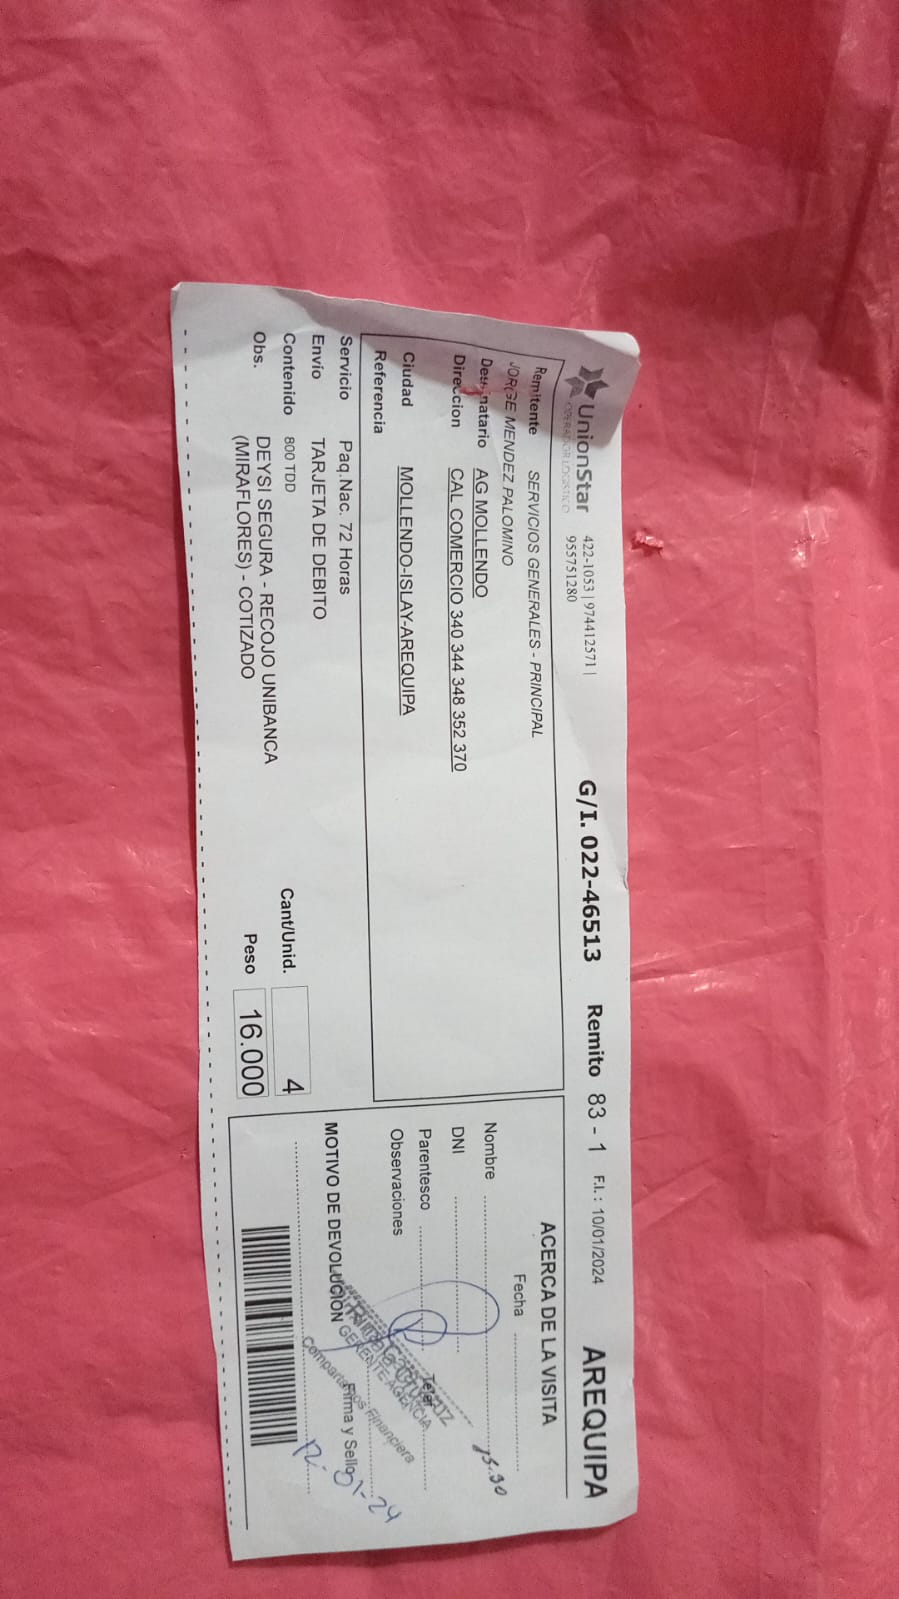 UnionStar
OPERADOR LOGISTICO
422-1053 | 974412571 |
955751280
G/I. 022-46513 Remito 83 - 1 F.I.: 10/01/2024 AREQUIPA
Remitente SERVICIOS GENERALES - PRINCIPAL
JORGE MENDEZ PALOMINO
Destinatario AG MOLLENDO
Direccion CAL COMERCIO 340 344 348 352 370
Ciudad MOLLENDO-ISLAY-AREQUIPA
Referencia
Servicio Paq.Nac. 72 Horas
Envío TARJETA DE DEBITO
Contenido 800 TDD
Cant/Unid. 4
Obs. DEYSI SEGURA - RECOJO UNIBANCA
(MIRAFLORES) - COTIZADO
Peso 16.000
ACERCA DE LA VISITA
Fecha
15.30
Nombre
DNI
Parentesco Telef
Observaciones
GERENTE AGENCIA
Compartamos Financiera
MOTIVO DE DEVOLUCION Firma y Sello
12-01-24